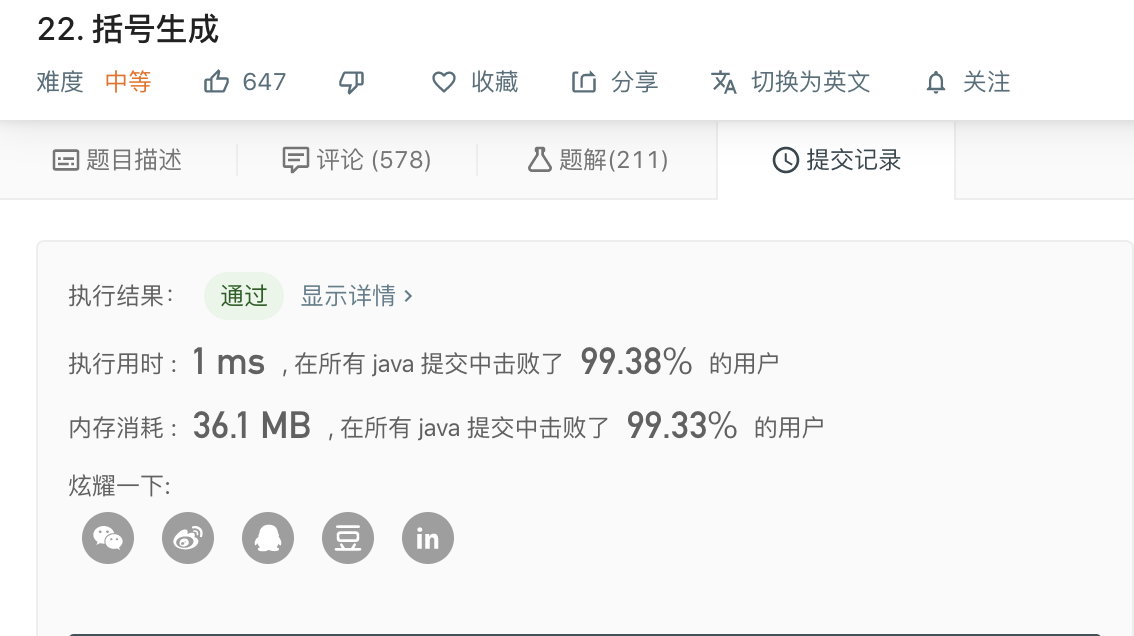 22. 括号生成
难度 中等 647 收藏 分享 切换为英文 关注
题目描述 评论 (578) 题解(211) 提交记录
执行结果： 通过 显示详情 ›
执行用时 : 1 ms , 在所有 java 提交中击败了 99.38% 的用户
内存消耗 : 36.1 MB , 在所有 java 提交中击败了 99.33% 的用户
炫耀一下:
豆 in